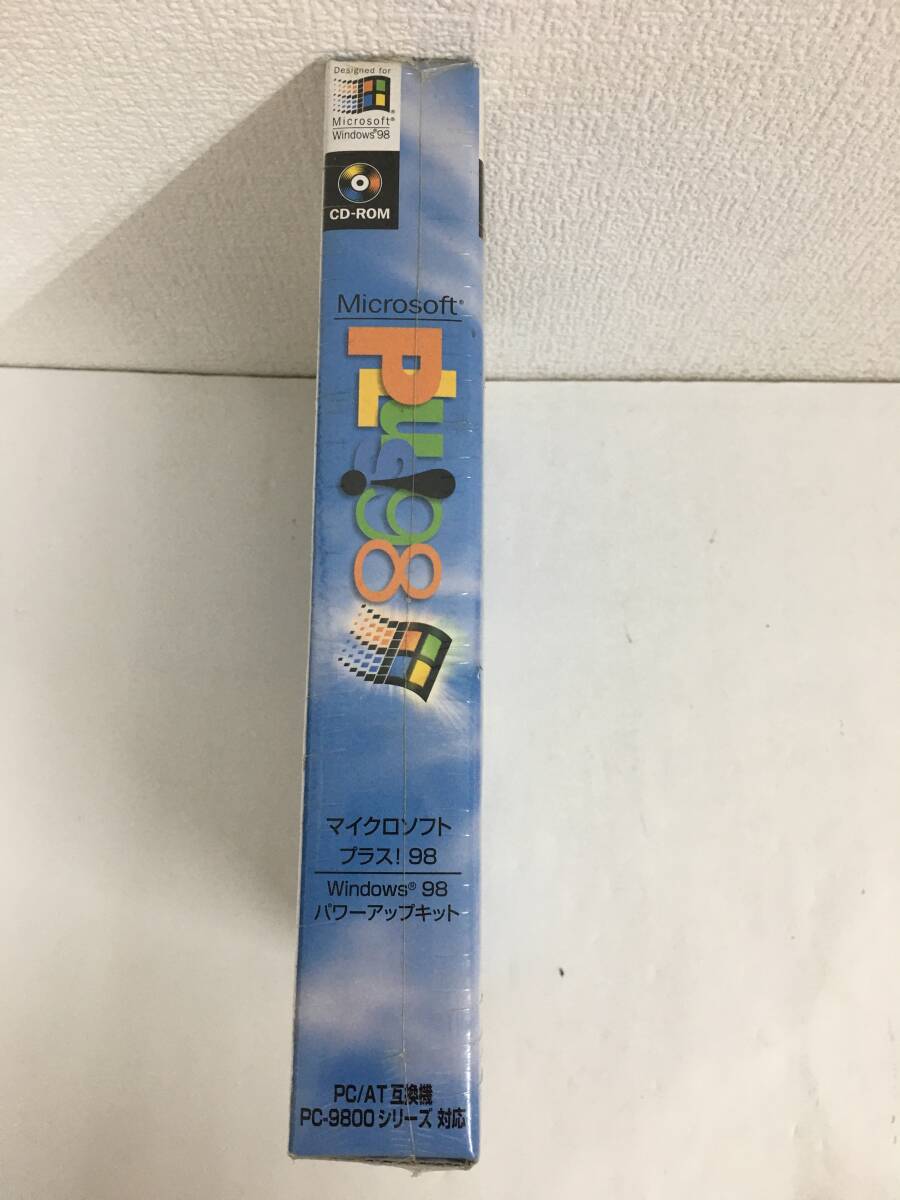 Designed for
Microsoft®
Windows®98
CD-ROM
Microsoft®
Plus!98
マイクロソフト
プラス! 98
Windows® 98
パワーアップキット
PC/AT 互換機
PC-9800 シリーズ 対応